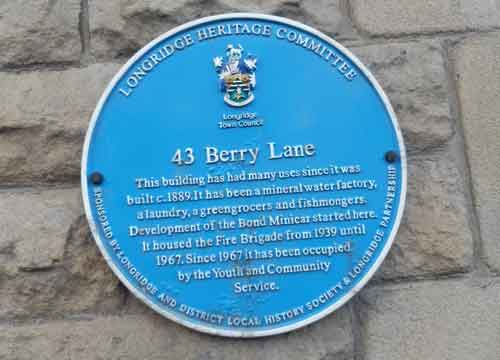 LONGRIDGE HERITAGE COMMITTEE
Longridge
Town Council
43 Berry Lane
This building has had many uses since it was
built c.1889. It has been a mineral water factory,
a laundry, a greengrocers and fishmongers.
Development of the Bond Minicar started here.
It housed the Fire Brigade from 1939 until
1967. Since 1967 it has been occupied
by the Youth and Community
Service.
SPONSORED BY LONGRIDGE AND DISTRICT LOCAL HISTORY SOCIETY & LONGRIDGE PARTNERSHIP